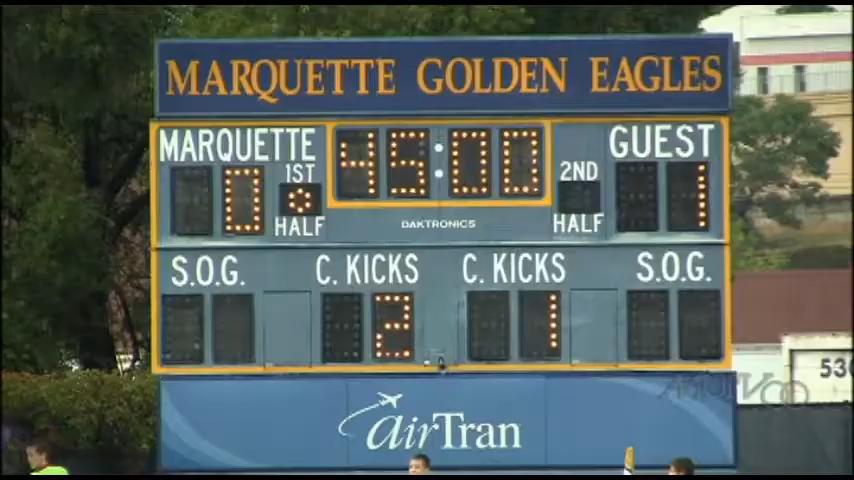 MARQUETTE GOLDEN EAGLES
MARQUETTE 45:00 GUEST
0 1ST HALF 2ND HALF 1
DAKTRONICS
S.O.G. C. KICKS C. KICKS S.O.G.
2 1
airTran
530